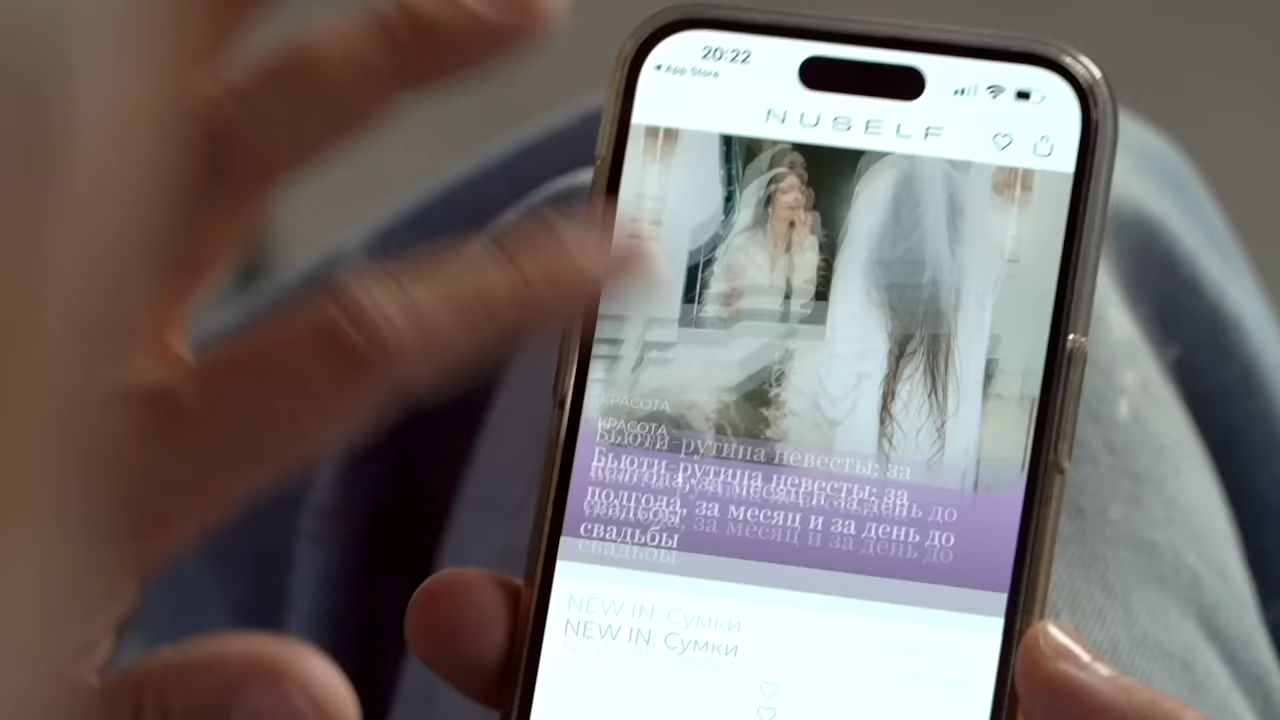 20:22
App Store
NUSELF
КРАСОТА
Бьюти-рутина невесты: за
полгода, за месяц и за день до
свадьбы
NEW IN: Сумки